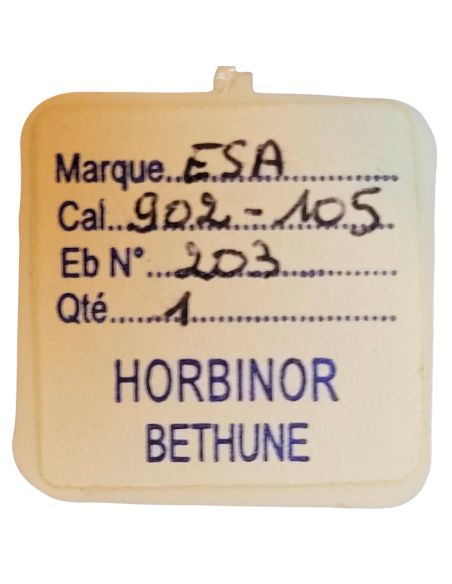 Marque..ESA....................
Cal...902-105
Eb N°...203..............
Qté.......1.......................
HORBINOR
BETHUNE